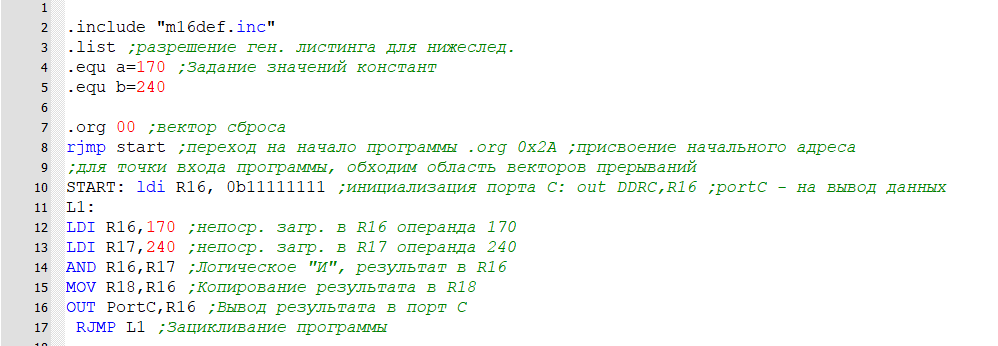 1
2 .include "m16def.inc"
3 .list ;разрешение ген. листинга для нижеслед.
4 .equ a=170 ;Задание значений констант
5 .equ b=240
6
7 .org 00 ;вектор сброса
8 rjmp start ;переход на начало программы .org 0x2A ;присвоение начального адреса
9 ;для точки входа программы, обходим область векторов прерываний
10 START: ldi R16, 0b11111111 ;инициализация порта C: out DDRC,R16 ;portC – на вывод данных
11 L1:
12 LDI R16,170 ;непоср. загр. в R16 операнда 170
13 LDI R17,240 ;непоср. загр. в R17 операнда 240
14 AND R16,R17 ;Логическое "И", результат в R16
15 MOV R18,R16 ;Копирование результата в R18
16 OUT PortC,R16 ;Вывод результата в порт C
17 RJMP L1 ;Зацикливание программы